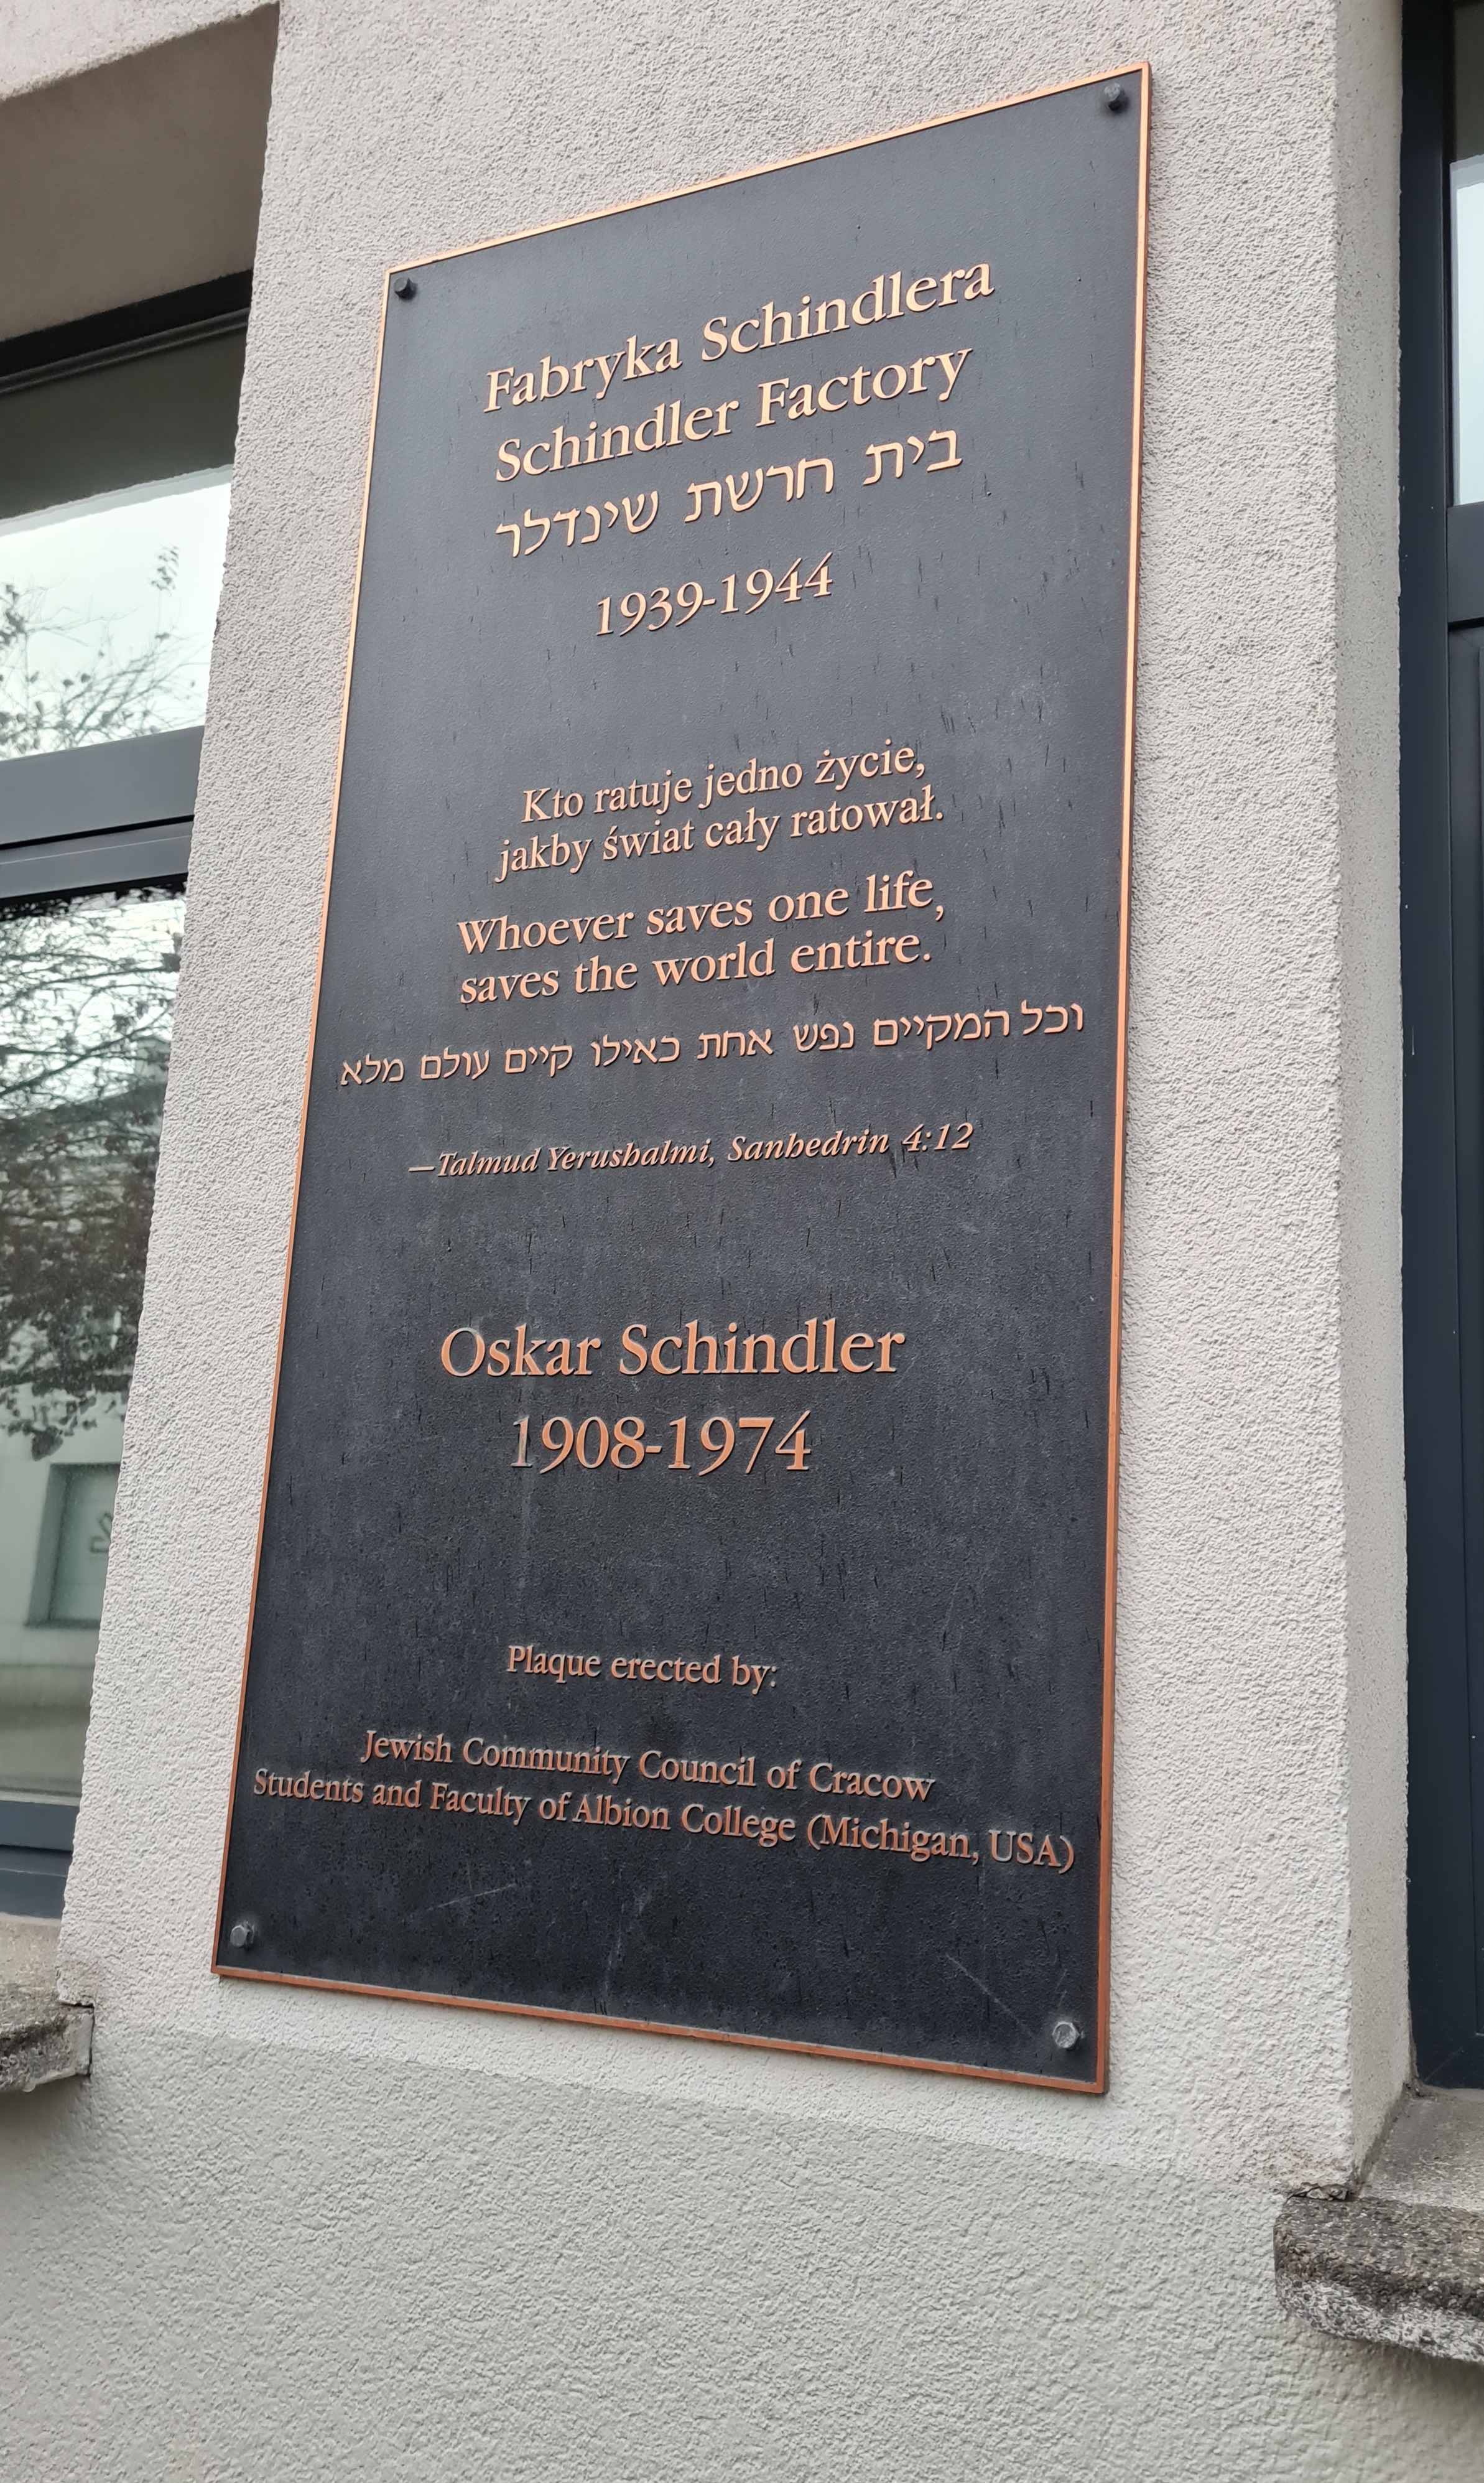 Fabryka Schindlera
Schindler Factory
בית חרשת שינדלר
1939-1944
Kto ratuje jedno życie,
jakby świat cały ratował.
Whoever saves one life,
saves the world entire.
וכל המקיים נפש אחת כאילו קיים עולם מלא
—Talmud Yerushalmi, Sanhedrin 4:12
Oskar Schindler
1908-1974
Plaque erected by:
Jewish Community Council of Cracow
Students and Faculty of Albion College (Michigan, USA)